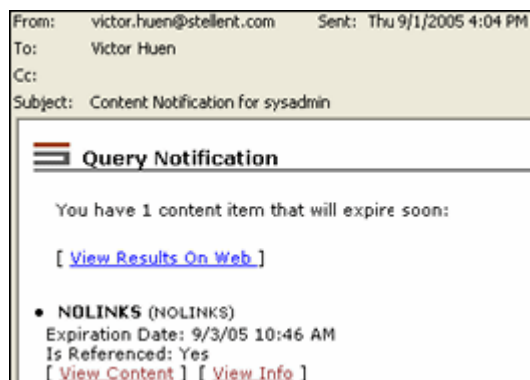 From: victor.huen@stellent.com Sent: Thu 9/1/2005 4:04 PM
To: Victor Huen
Cc:
Subject: Content Notification for sysadmin
Query Notification
You have 1 content item that will expire soon:
[ View Results On Web ]
• NOLINKS (NOLINKS)
Expiration Date: 9/3/05 10:46 AM
Is Referenced: Yes
[ View Content ] [ View Info ]